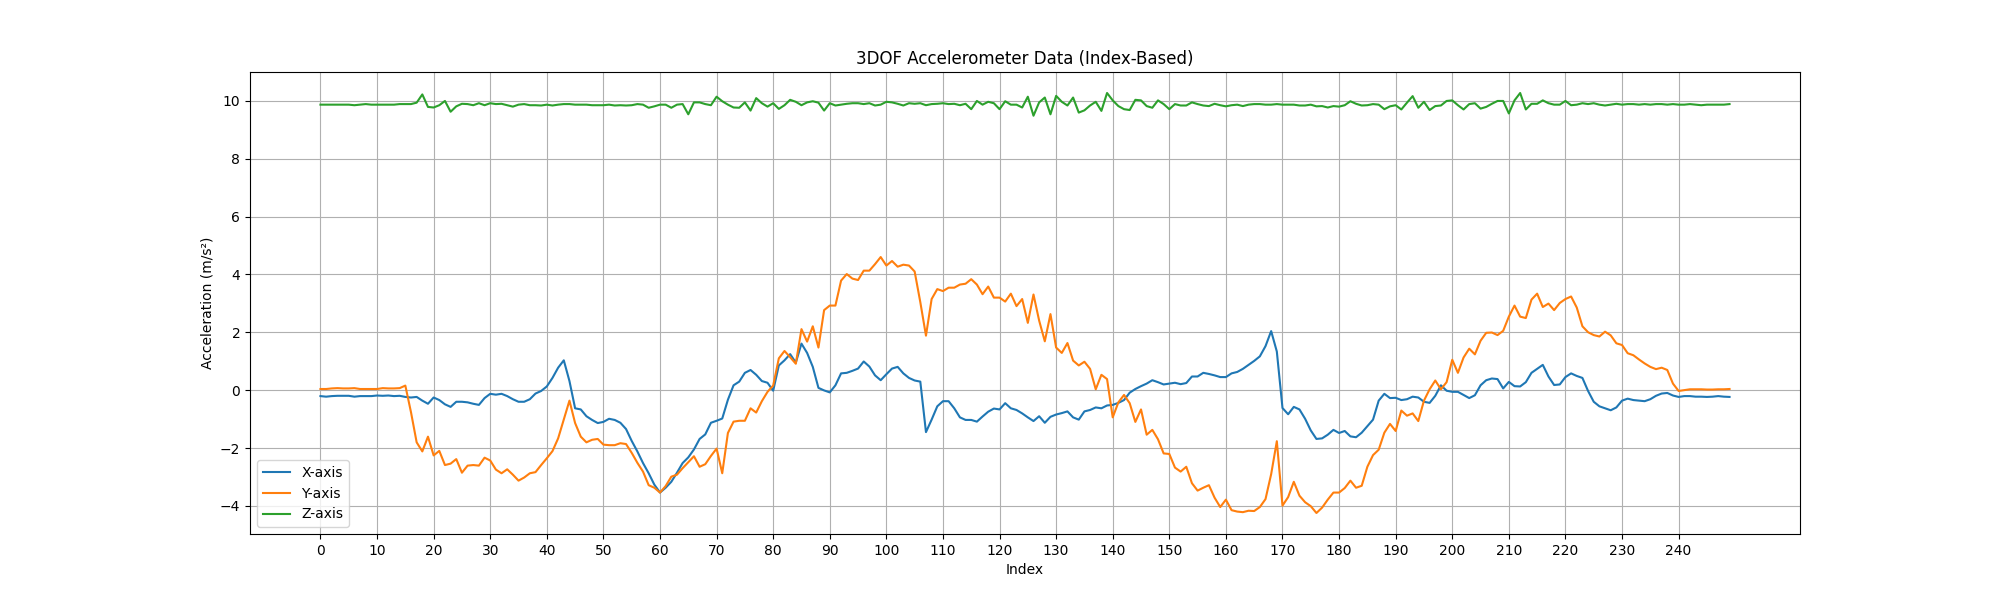 3DOF Accelerometer Data (Index-Based)
Acceleration (m/s²)
10
8
6
4
2
0
−2
−4
X-axis
Y-axis
Z-axis
0 10 20 30 40 50 60 70 80 90 100 110 120 130 140 150 160 170 180 190 200 210 220 230 240
Index